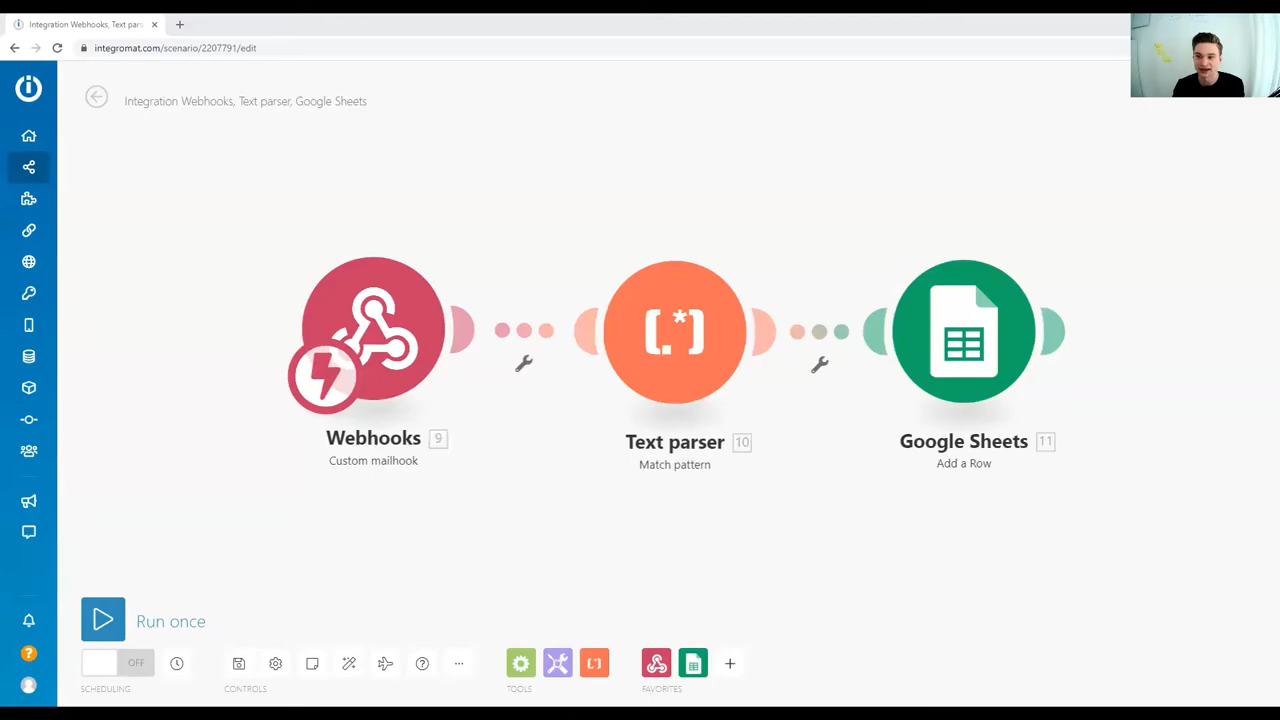 Integration Webhooks, Text pars
integromat.com/scenario/2207791/edit
Integration Webhooks, Text parser, Google Sheets
[.*]
Webhooks 9
Custom mailhook
Text parser 10
Match pattern
Google Sheets 11
Add a Row
Run once
OFF
SCHEDULING
CONTROLS
TOOLS
FAVORITES